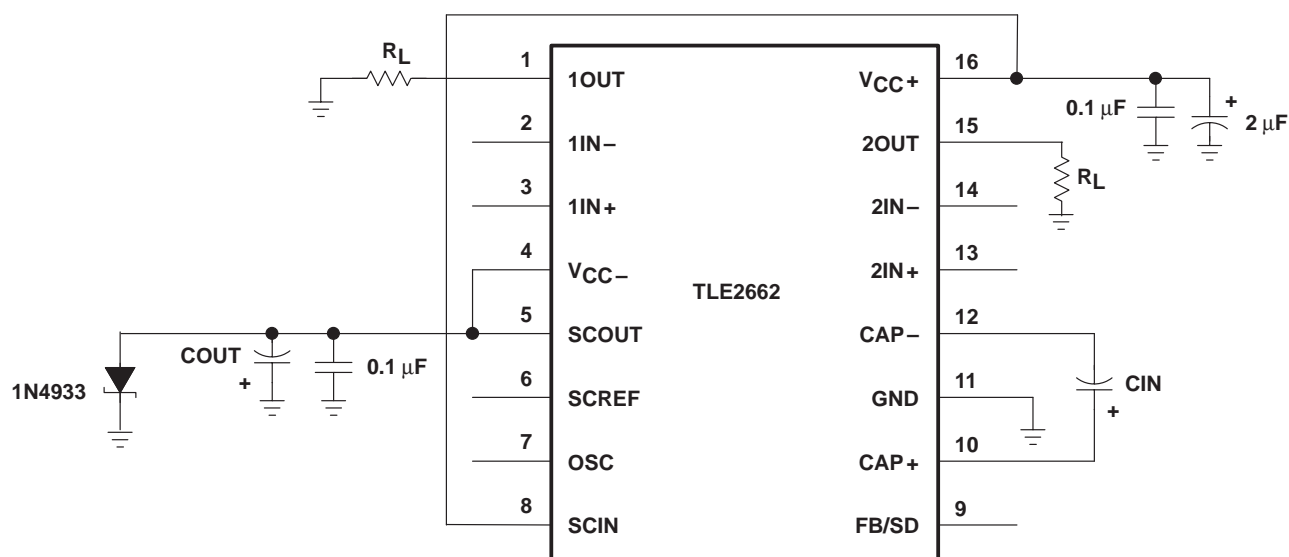 RL
1
1OUT
2
1IN−
3
1IN+
4
VCC−
5
SCOUT
6
SCREF
7
OSC
8
SCIN
TLE2662
16
VCC+
15
2OUT
14
2IN−
13
2IN+
12
CAP−
11
GND
10
CAP+
9
FB/SD
0.1 μF
+
2 μF
RL
CIN
+
COUT
+
0.1 μF
1N4933